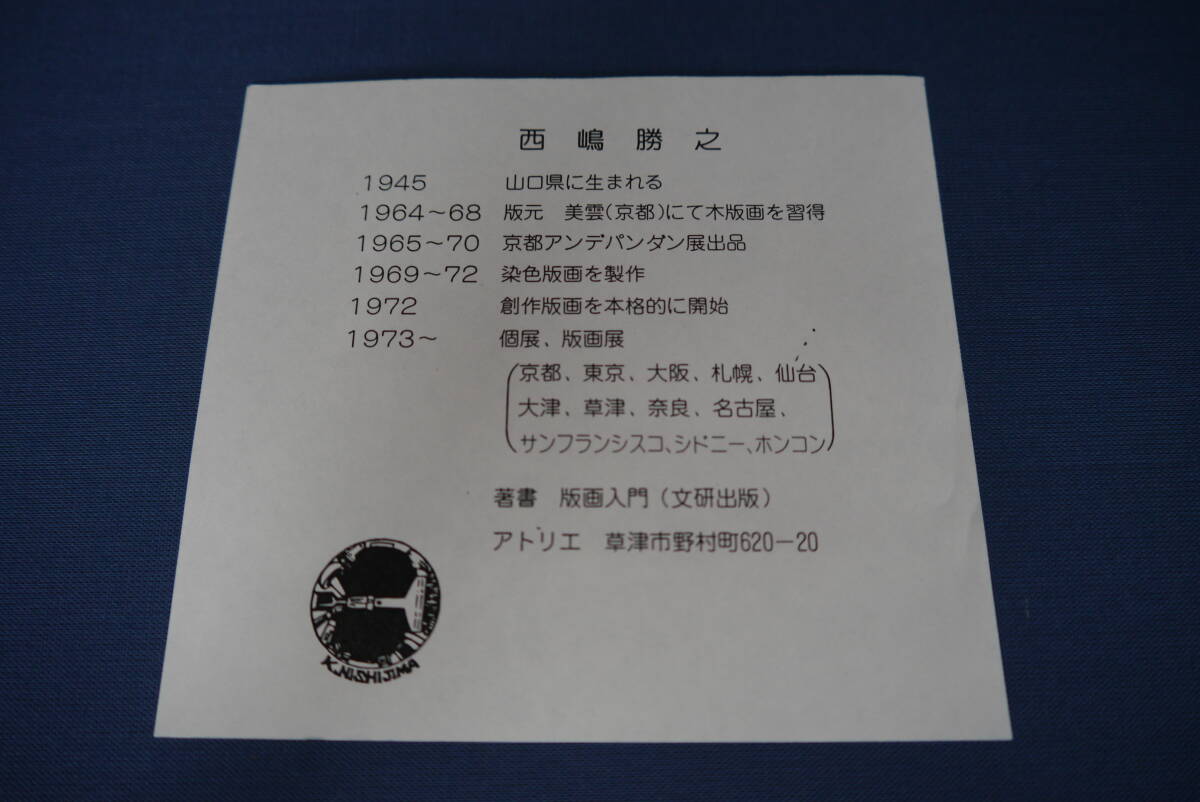 西嶋勝之
1945 山口県に生まれる
1964～68 版元 美雲(京都)にて木版画を習得
1965～70 京都アンデパンダン展出品
1969～72 染色版画を製作
1972 創作版画を本格的に開始
1973～ 個展、版画展
(京都、東京、大阪、札幌、仙台
大津、草津、奈良、名古屋、
サンフランシスコ、シドニー、ホンコン)
著書 版画入門(文研出版)
アトリエ 草津市野村町620-20
K.NISHIJIMA